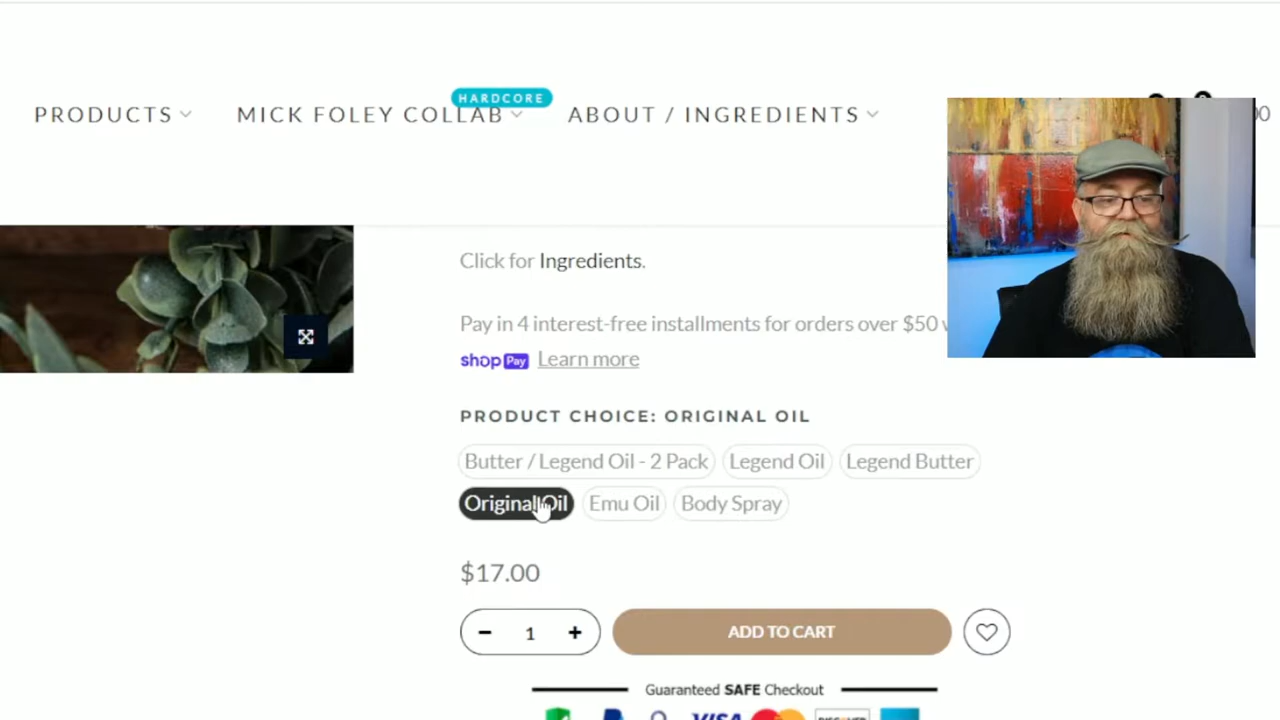 HARDCORE
PRODUCTS MICK FOLEY COLLAB ABOUT / INGREDIENTS
Click for Ingredients.
Pay in 4 interest-free installments for orders over $50
shop Pay Learn more
PRODUCT CHOICE: ORIGINAL OIL
Butter / Legend Oil - 2 Pack Legend Oil Legend Butter
Original Oil Emu Oil Body Spray
$17.00
- 1 +
ADD TO CART
Guaranteed SAFE Checkout
VISA